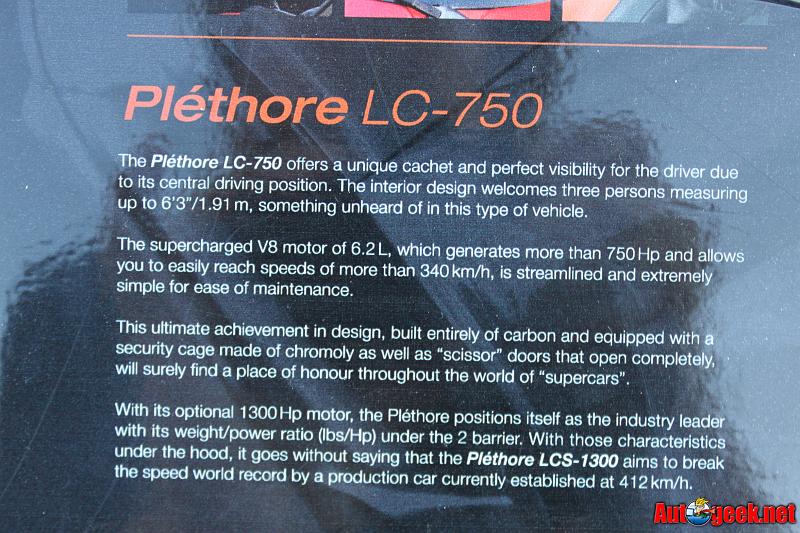 Pléthore LC-750
The Pléthore LC-750 offers a unique cachet and perfect visibility for the driver due
to its central driving position. The interior design welcomes three persons measuring
up to 6'3"/1.91 m, something unheard of in this type of vehicle.
The supercharged V8 motor of 6.2 L, which generates more than 750 Hp and allows
you to easily reach speeds of more than 340 km/h, is streamlined and extremely
simple for ease of maintenance.
This ultimate achievement in design, built entirely of carbon and equipped with a
security cage made of chromoly as well as "scissor" doors that open completely,
will surely find a place of honour throughout the world of "supercars".
With its optional 1300 Hp motor, the Pléthore positions itself as the industry leader
with its weight/power ratio (lbs/Hp) under the 2 barrier. With those characteristics
under the hood, it goes without saying that the Pléthore LCS-1300 aims to break
the speed world record by a production car currently established at 412 km/h.
Autogeek.net